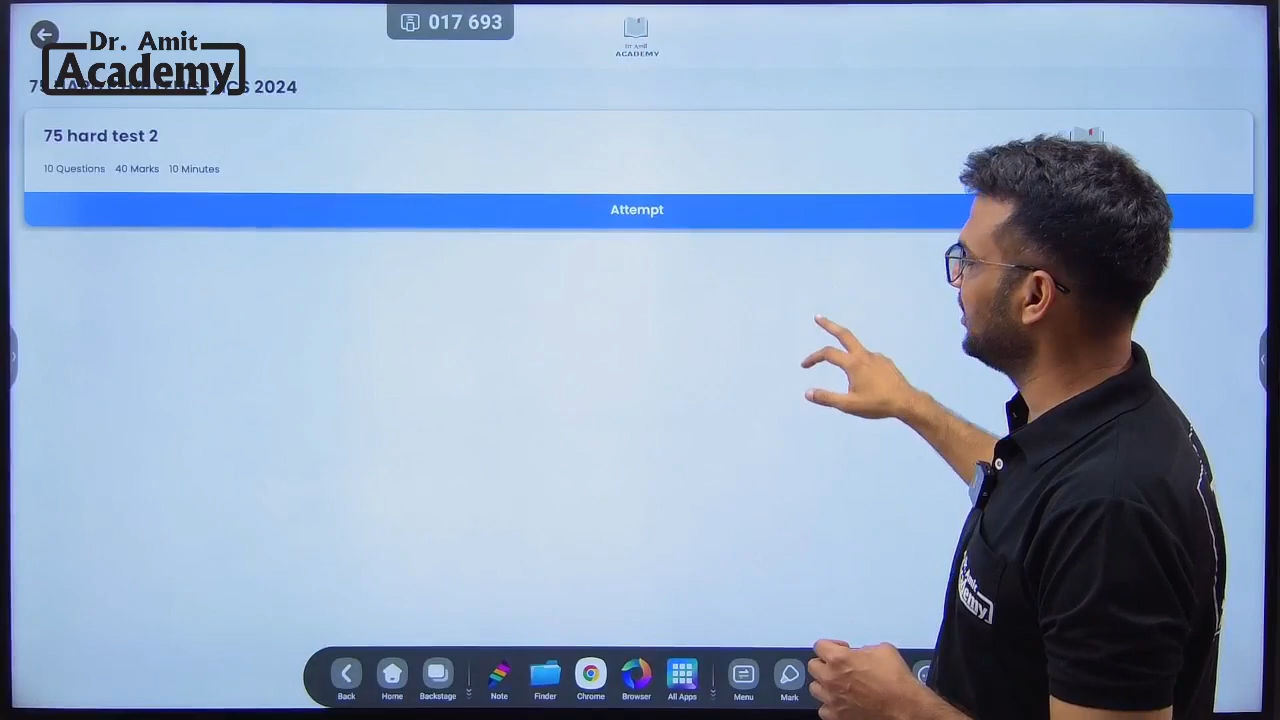 017 693
Dr. Amit
Academy
Dr Amit
ACADEMY
2024
75 hard test 2
10 Questions 40 Marks 10 Minutes
Attempt
Back
Home
Backstage
Note
Finder
Chrome
Browser
All Apps
Menu
Mark